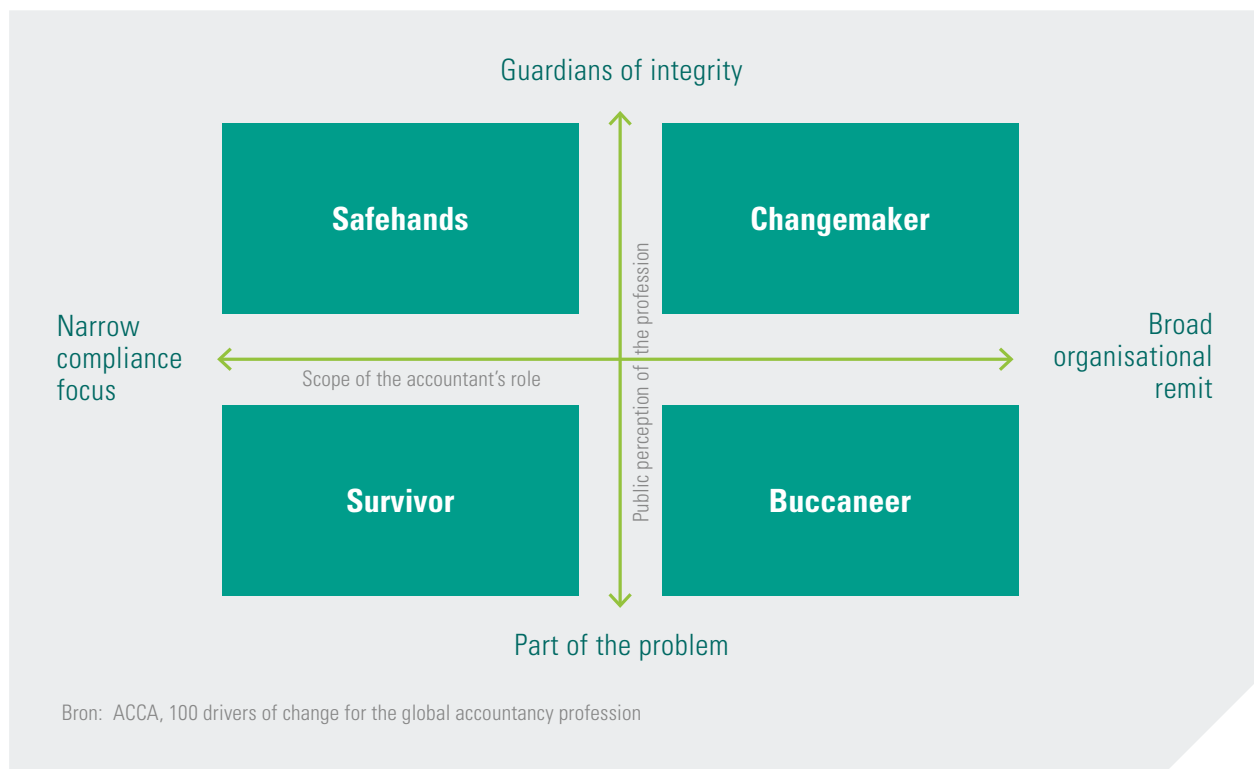 Guardians of integrity
Safehands
Changemaker
Public perception of the profession
Narrow
compliance
focus
Scope of the accountant's role
Broad
organisational
remit
Survivor
Buccaneer
Part of the problem
Bron: ACCA, 100 drivers of change for the global accountancy profession